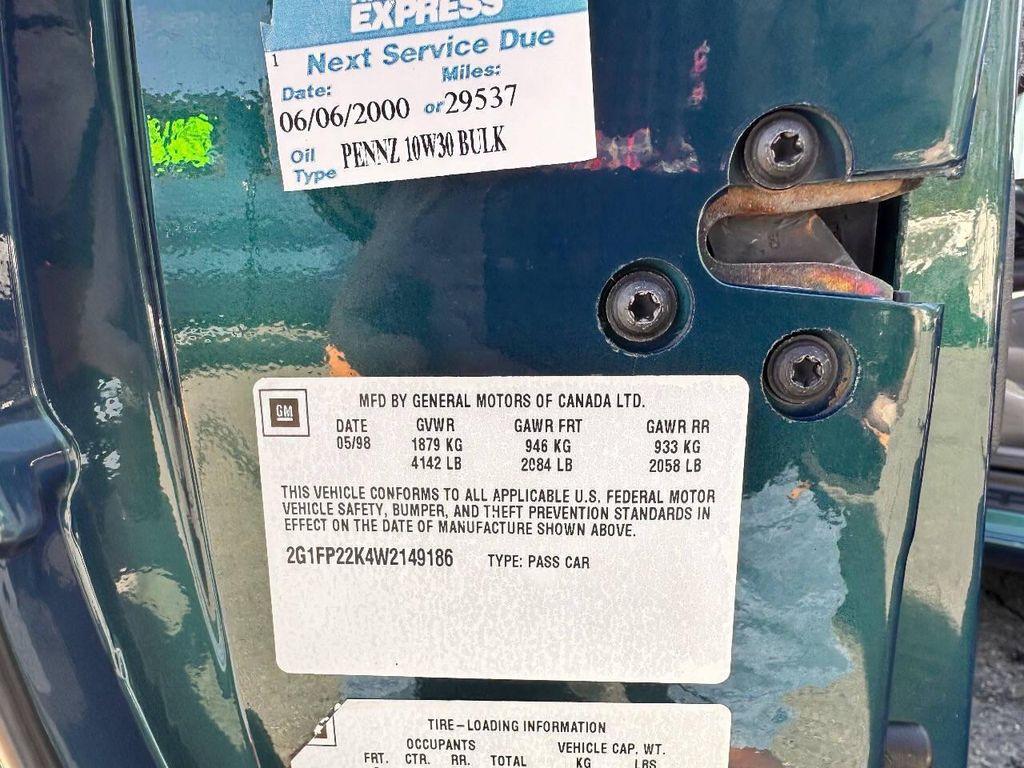 EXPRESS
1 Next Service Due
Date: Miles:
06/06/2000 or 29537
Oil Type PENNZ 10W30 BULK
GM
MFD BY GENERAL MOTORS OF CANADA LTD.
DATE GVWR GAWR FRT GAWR RR
05/98 1879 KG 946 KG 933 KG
4142 LB 2084 LB 2058 LB
THIS VEHICLE CONFORMS TO ALL APPLICABLE U.S. FEDERAL MOTOR
VEHICLE SAFETY, BUMPER, AND THEFT PREVENTION STANDARDS IN
EFFECT ON THE DATE OF MANUFACTURE SHOWN ABOVE.
2G1FP22K4W2149186 TYPE: PASS CAR
TIRE-LOADING INFORMATION
OCCUPANTS VEHICLE CAP. WT.
FRT. CTR. RR. TOTAL KG LBS